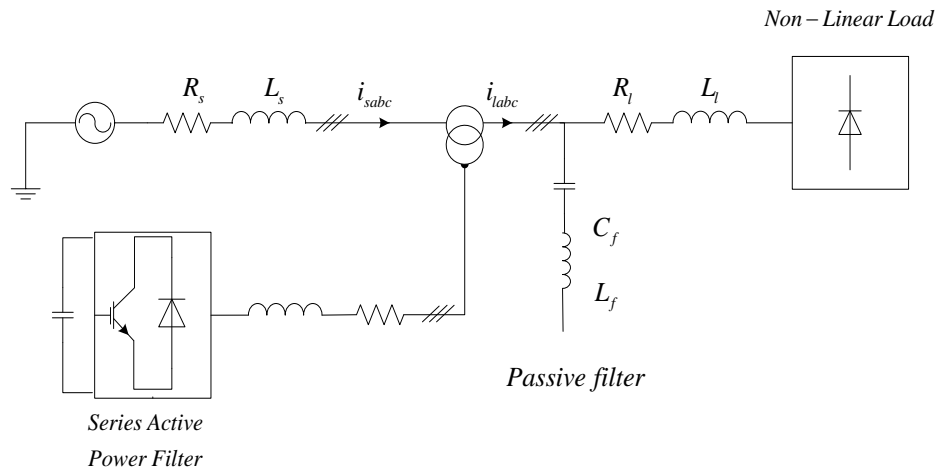 Non – Linear Load
R_s
L_s
i_sabc
i_labc
R_l
L_l
C_f
L_f
Passive filter
Series Active
Power Filter